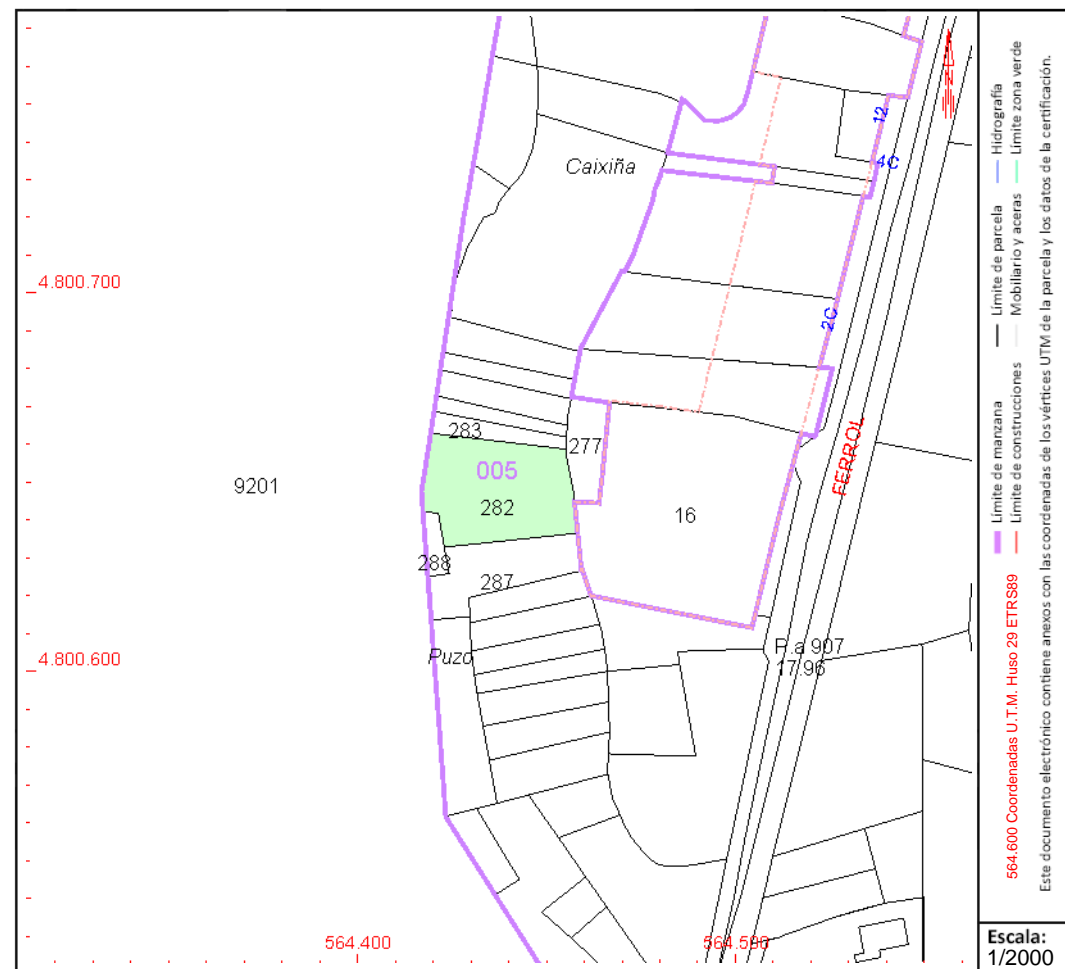 Caixiña
12
4C
4.800.700
2C
283
277
005
FERROL
9201
282
16
288
287
Puzo
P.a 907
17.96
4.800.600
564.400
564.500
Límite de manzana
Límite de parcela
Hidrografía
Límite de construcciones
Mobiliario y aceras
Límite zona verde
564.600 Coordenadas U.T.M. Huso 29 ETRS89
Este documento electrónico contiene anexos con las coordenadas de los vértices UTM de la parcela y los datos de la certificación.
Escala:
1/2000